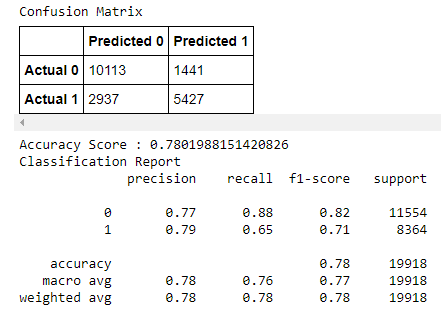 Confusion Matrix
Predicted 0 Predicted 1
Actual 0 10113 1441
Actual 1 2937 5427
Accuracy Score : 0.7801988151420826
Classification Report
precision recall f1-score support
0 0.77 0.88 0.82 11554
1 0.79 0.65 0.71 8364
accuracy 0.78 19918
macro avg 0.78 0.76 0.77 19918
weighted avg 0.78 0.78 0.78 19918